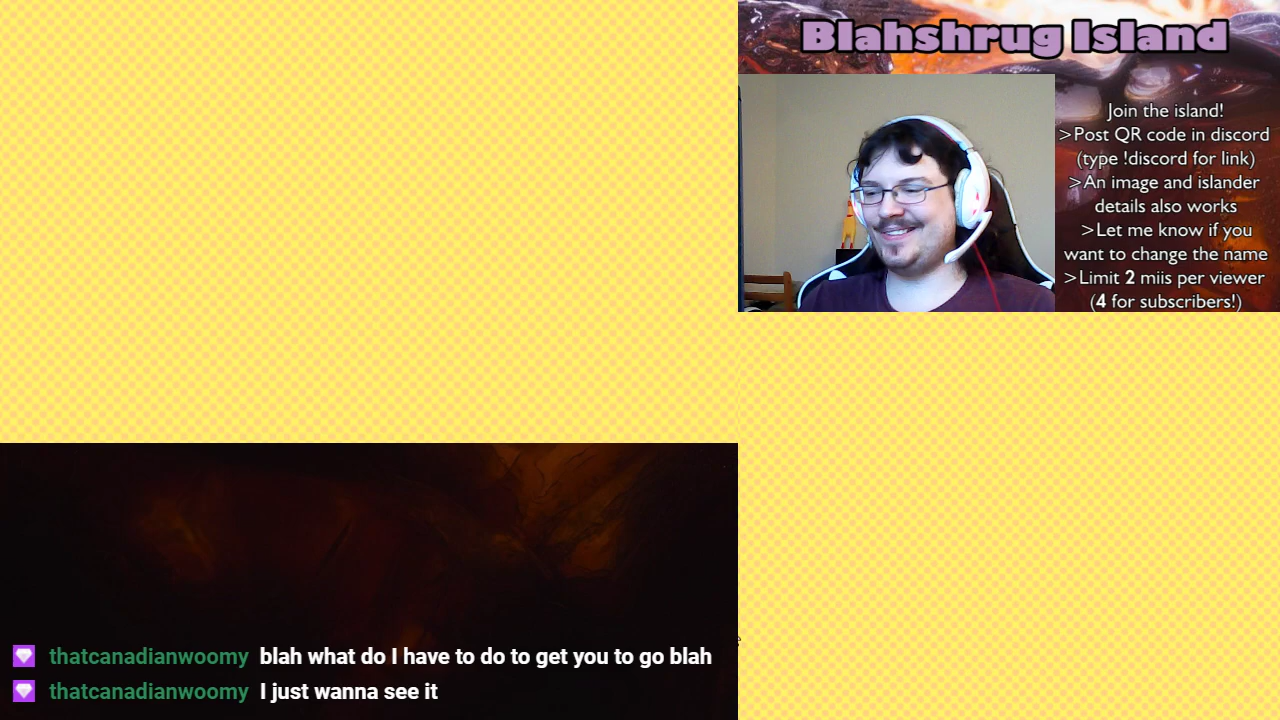 Blahshrug Island
Join the island!
>Post QR code in discord
(type !discord for link)
>An image and islander
details also works
>Let me know if you
want to change the name
>Limit 2 miis per viewer
(4 for subscribers!)
thatcanadianwoomy blah what do I have to do to get you to go blah
thatcanadianwoomy I just wanna see it